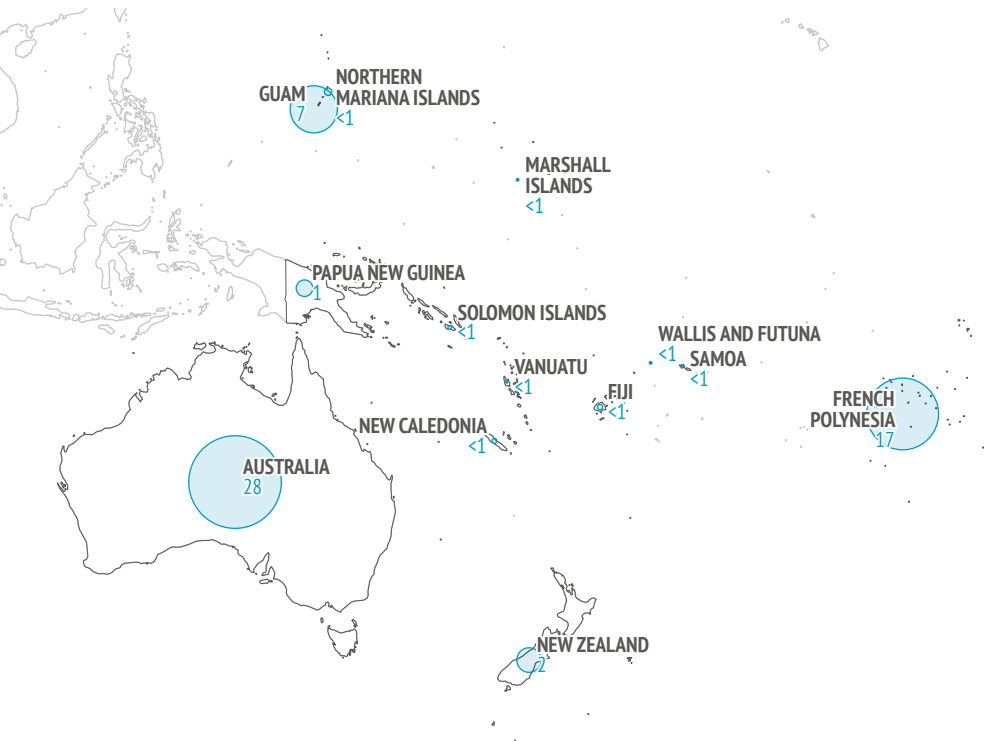 GUAM
7
NORTHERN
MARIANA ISLANDS
<1
MARSHALL
ISLANDS
<1
PAPUA NEW GUINEA
1
SOLOMON ISLANDS
<1
WALLIS AND FUTUNA
<1
SAMOA
<1
VANUATU
<1
FIJI
<1
FRENCH
POLYNESIA
17
NEW CALEDONIA
<1
AUSTRALIA
28
NEW ZEALAND
2